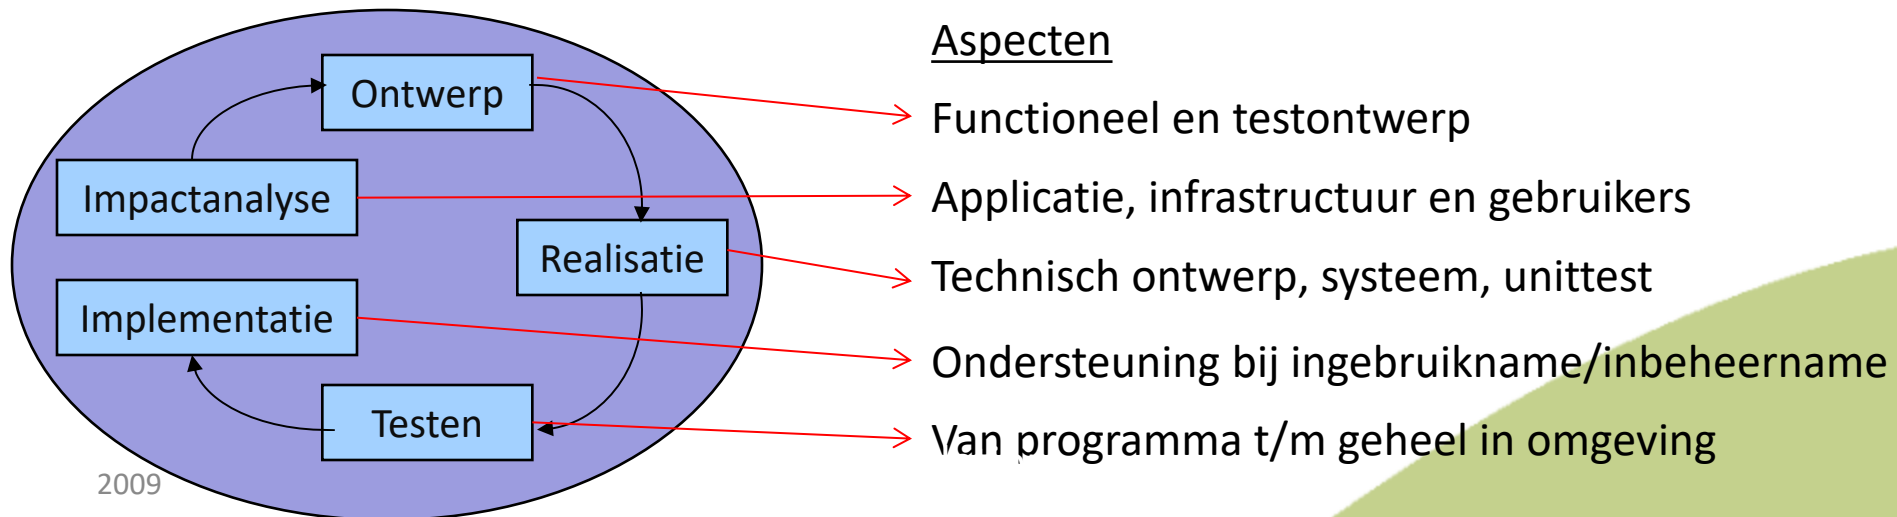 Ontwerp
Impactanalyse
Realisatie
Implementatie
Testen
2009
Aspecten
Functioneel en testontwerp
Applicatie, infrastructuur en gebruikers
Technisch ontwerp, systeem, unittest
Ondersteuning bij ingebruikname/inbeheername
Van programma t/m geheel in omgeving